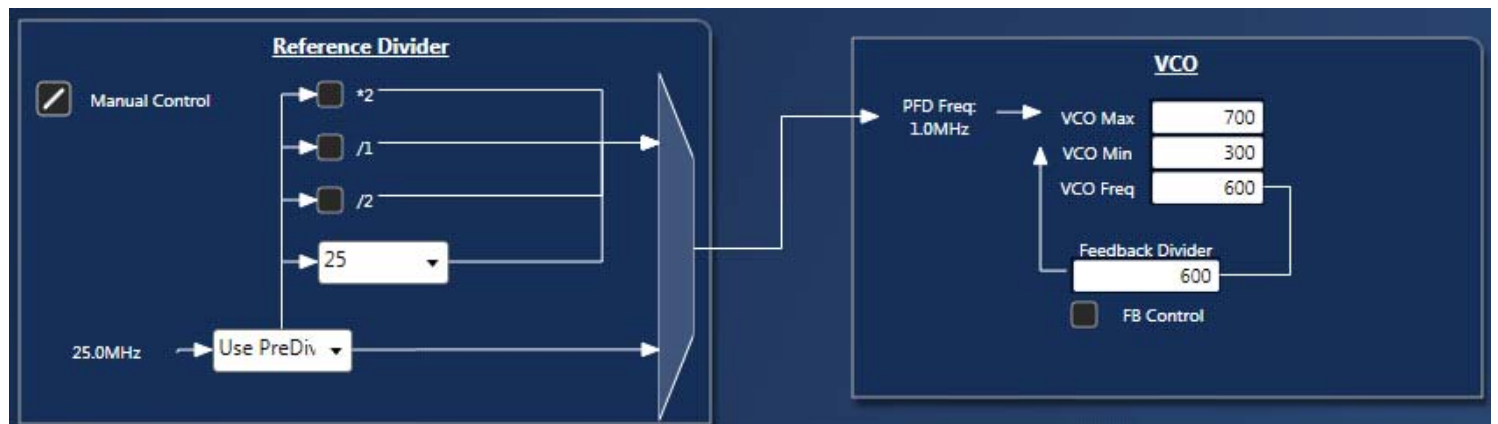 Reference Divider
Manual Control
*2
/1
/2
25
25.0MHz
Use PreDiv
VCO
PFD Freq:
1.0MHz
VCO Max 700
VCO Min 300
VCO Freq 600
Feedback Divider
600
FB Control